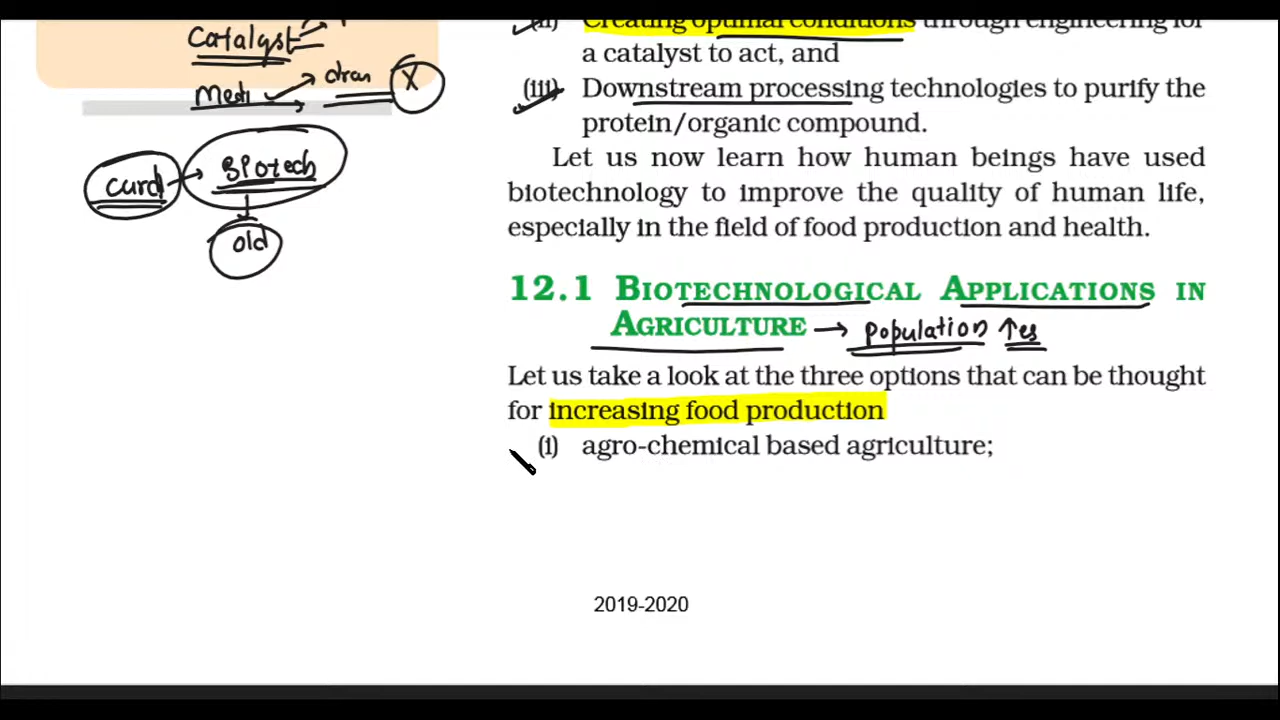 Catalyst
Medi
X
curd → Biotech
old
(ii) Creating optimal conditions through engineering for
a catalyst to act, and
(iii) Downstream processing technologies to purify the
protein/organic compound.
Let us now learn how human beings have used
biotechnology to improve the quality of human life,
especially in the field of food production and health.
12.1 BIOTECHNOLOGICAL APPLICATIONS IN
AGRICULTURE → population ↑es
Let us take a look at the three options that can be thought
for increasing food production
(i) agro-chemical based agriculture;
2019-2020